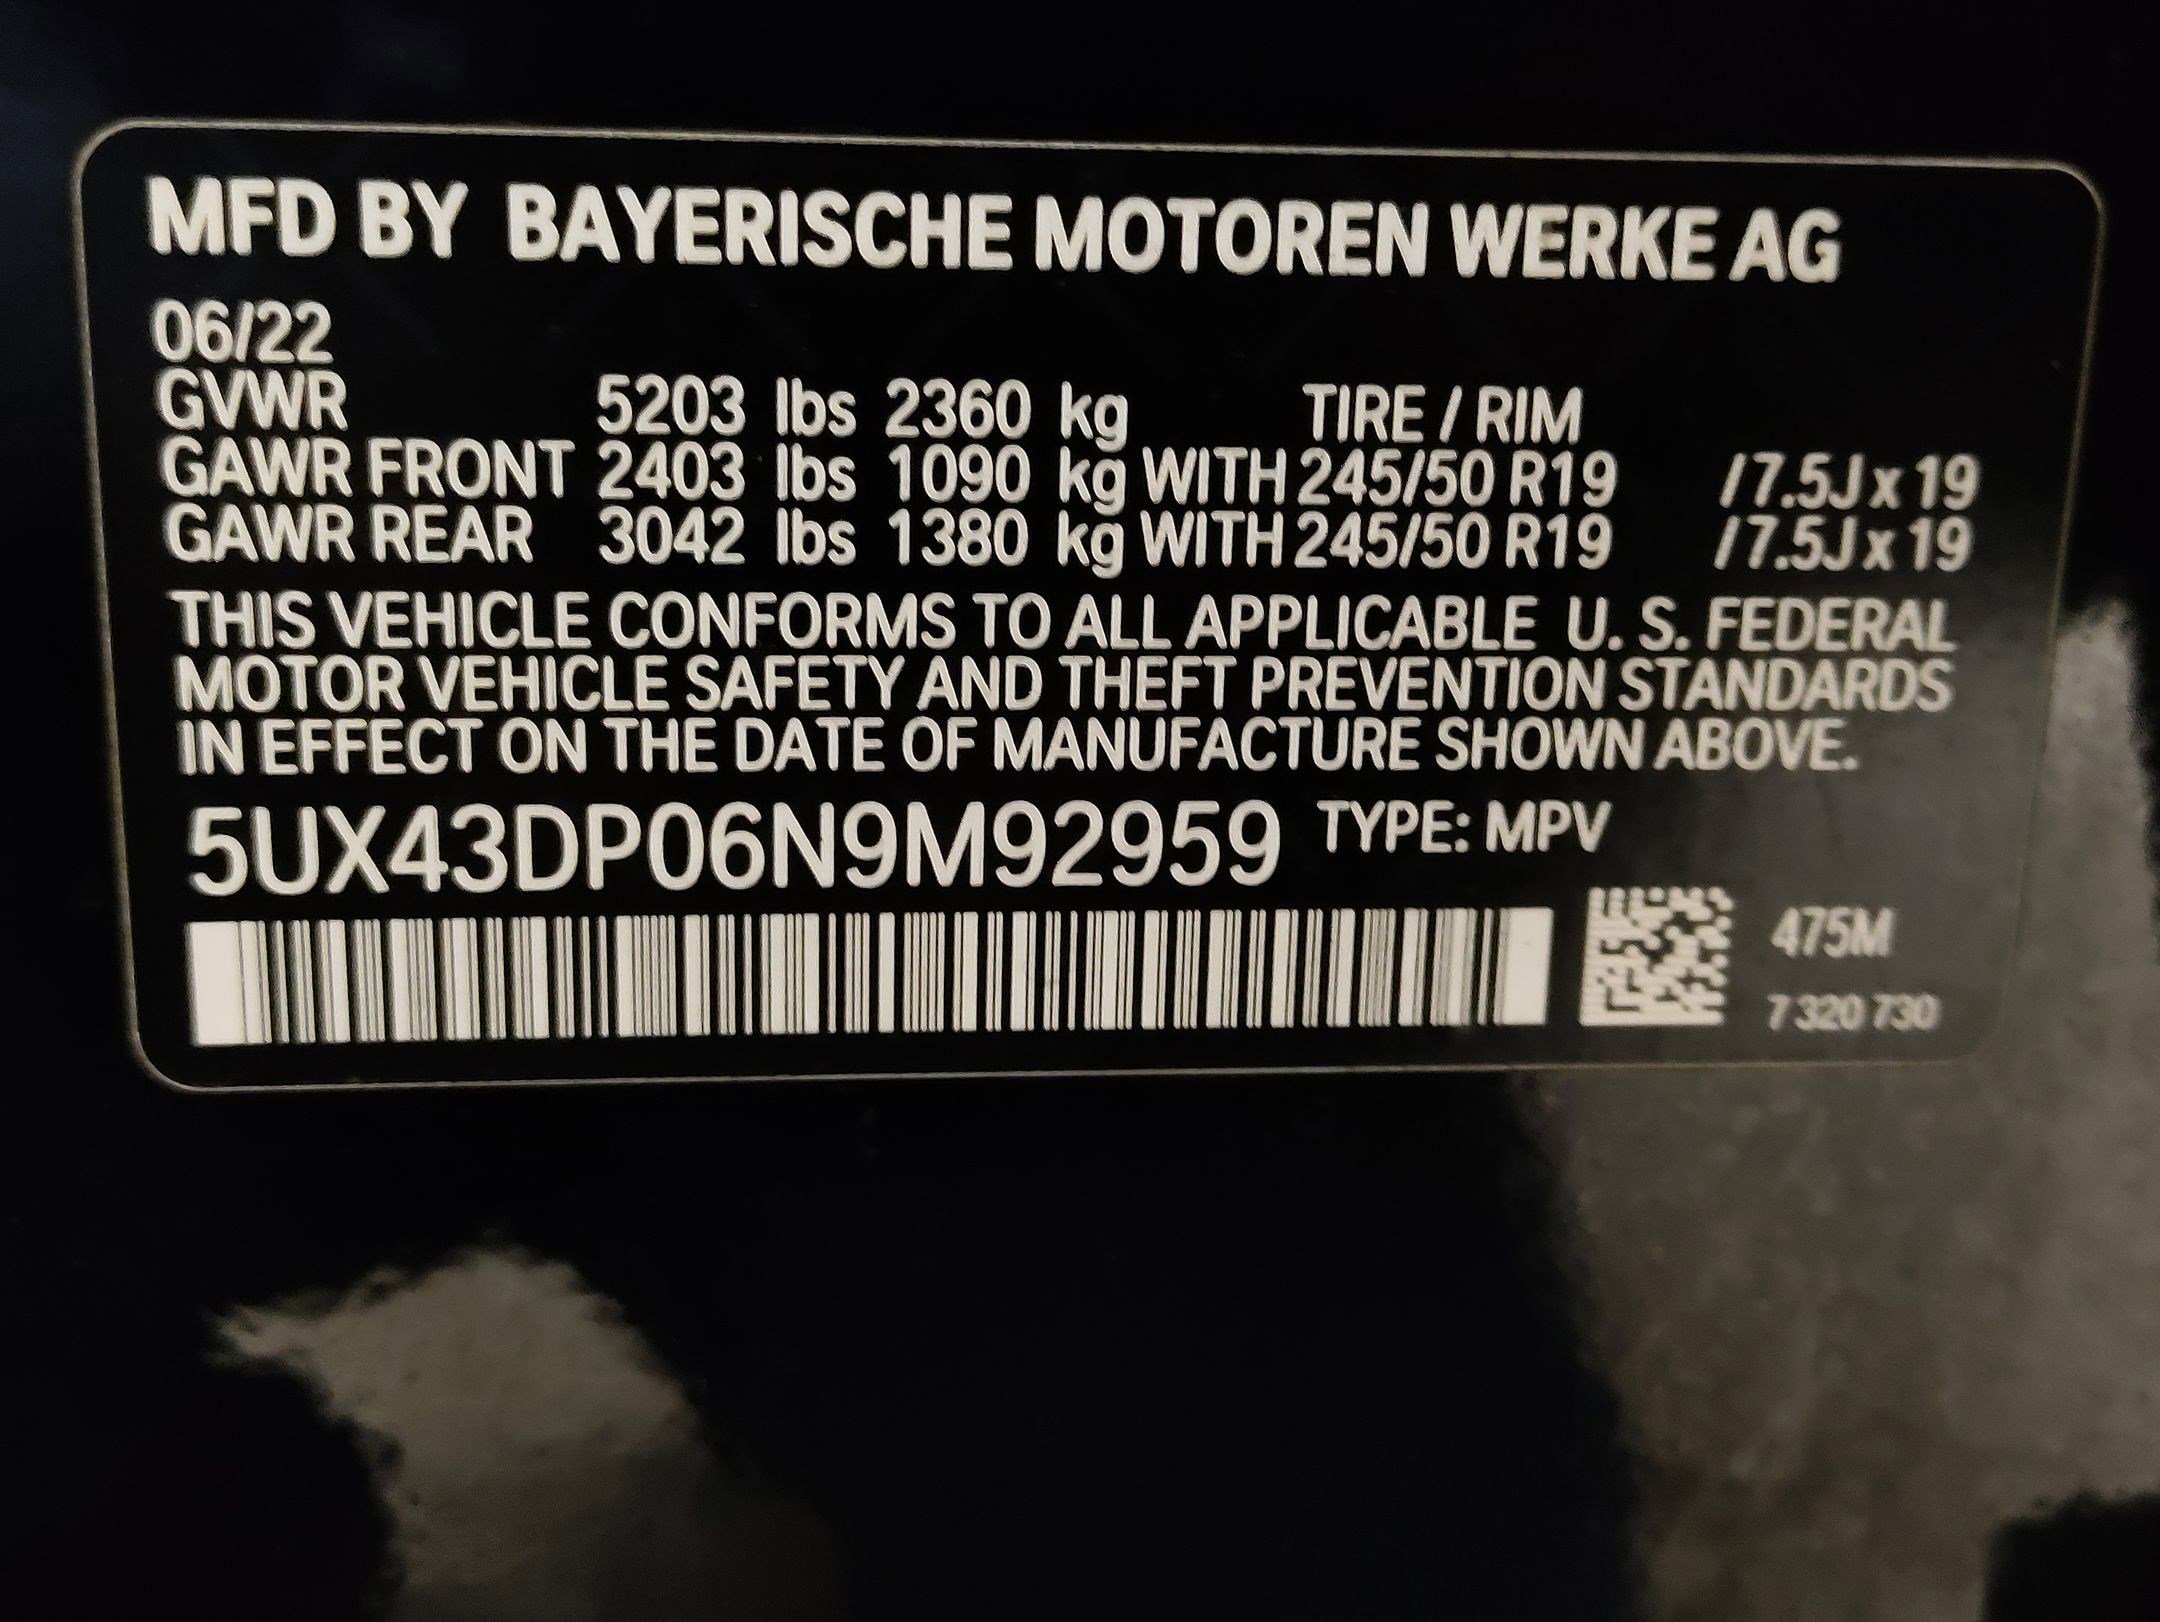 MFD BY BAYERISCHE MOTOREN WERKE AG
06/22
GVWR 5203 lbs 2360 kg TIRE / RIM
GAWR FRONT 2403 lbs 1090 kg WITH 245/50 R19 / 7.5J x 19
GAWR REAR 3042 lbs 1380 kg WITH 245/50 R19 / 7.5J x 19
THIS VEHICLE CONFORMS TO ALL APPLICABLE U. S. FEDERAL
MOTOR VEHICLE SAFETY AND THEFT PREVENTION STANDARDS
IN EFFECT ON THE DATE OF MANUFACTURE SHOWN ABOVE.
5UX43DP06N9M92959 TYPE: MPV
475M
7 320 730